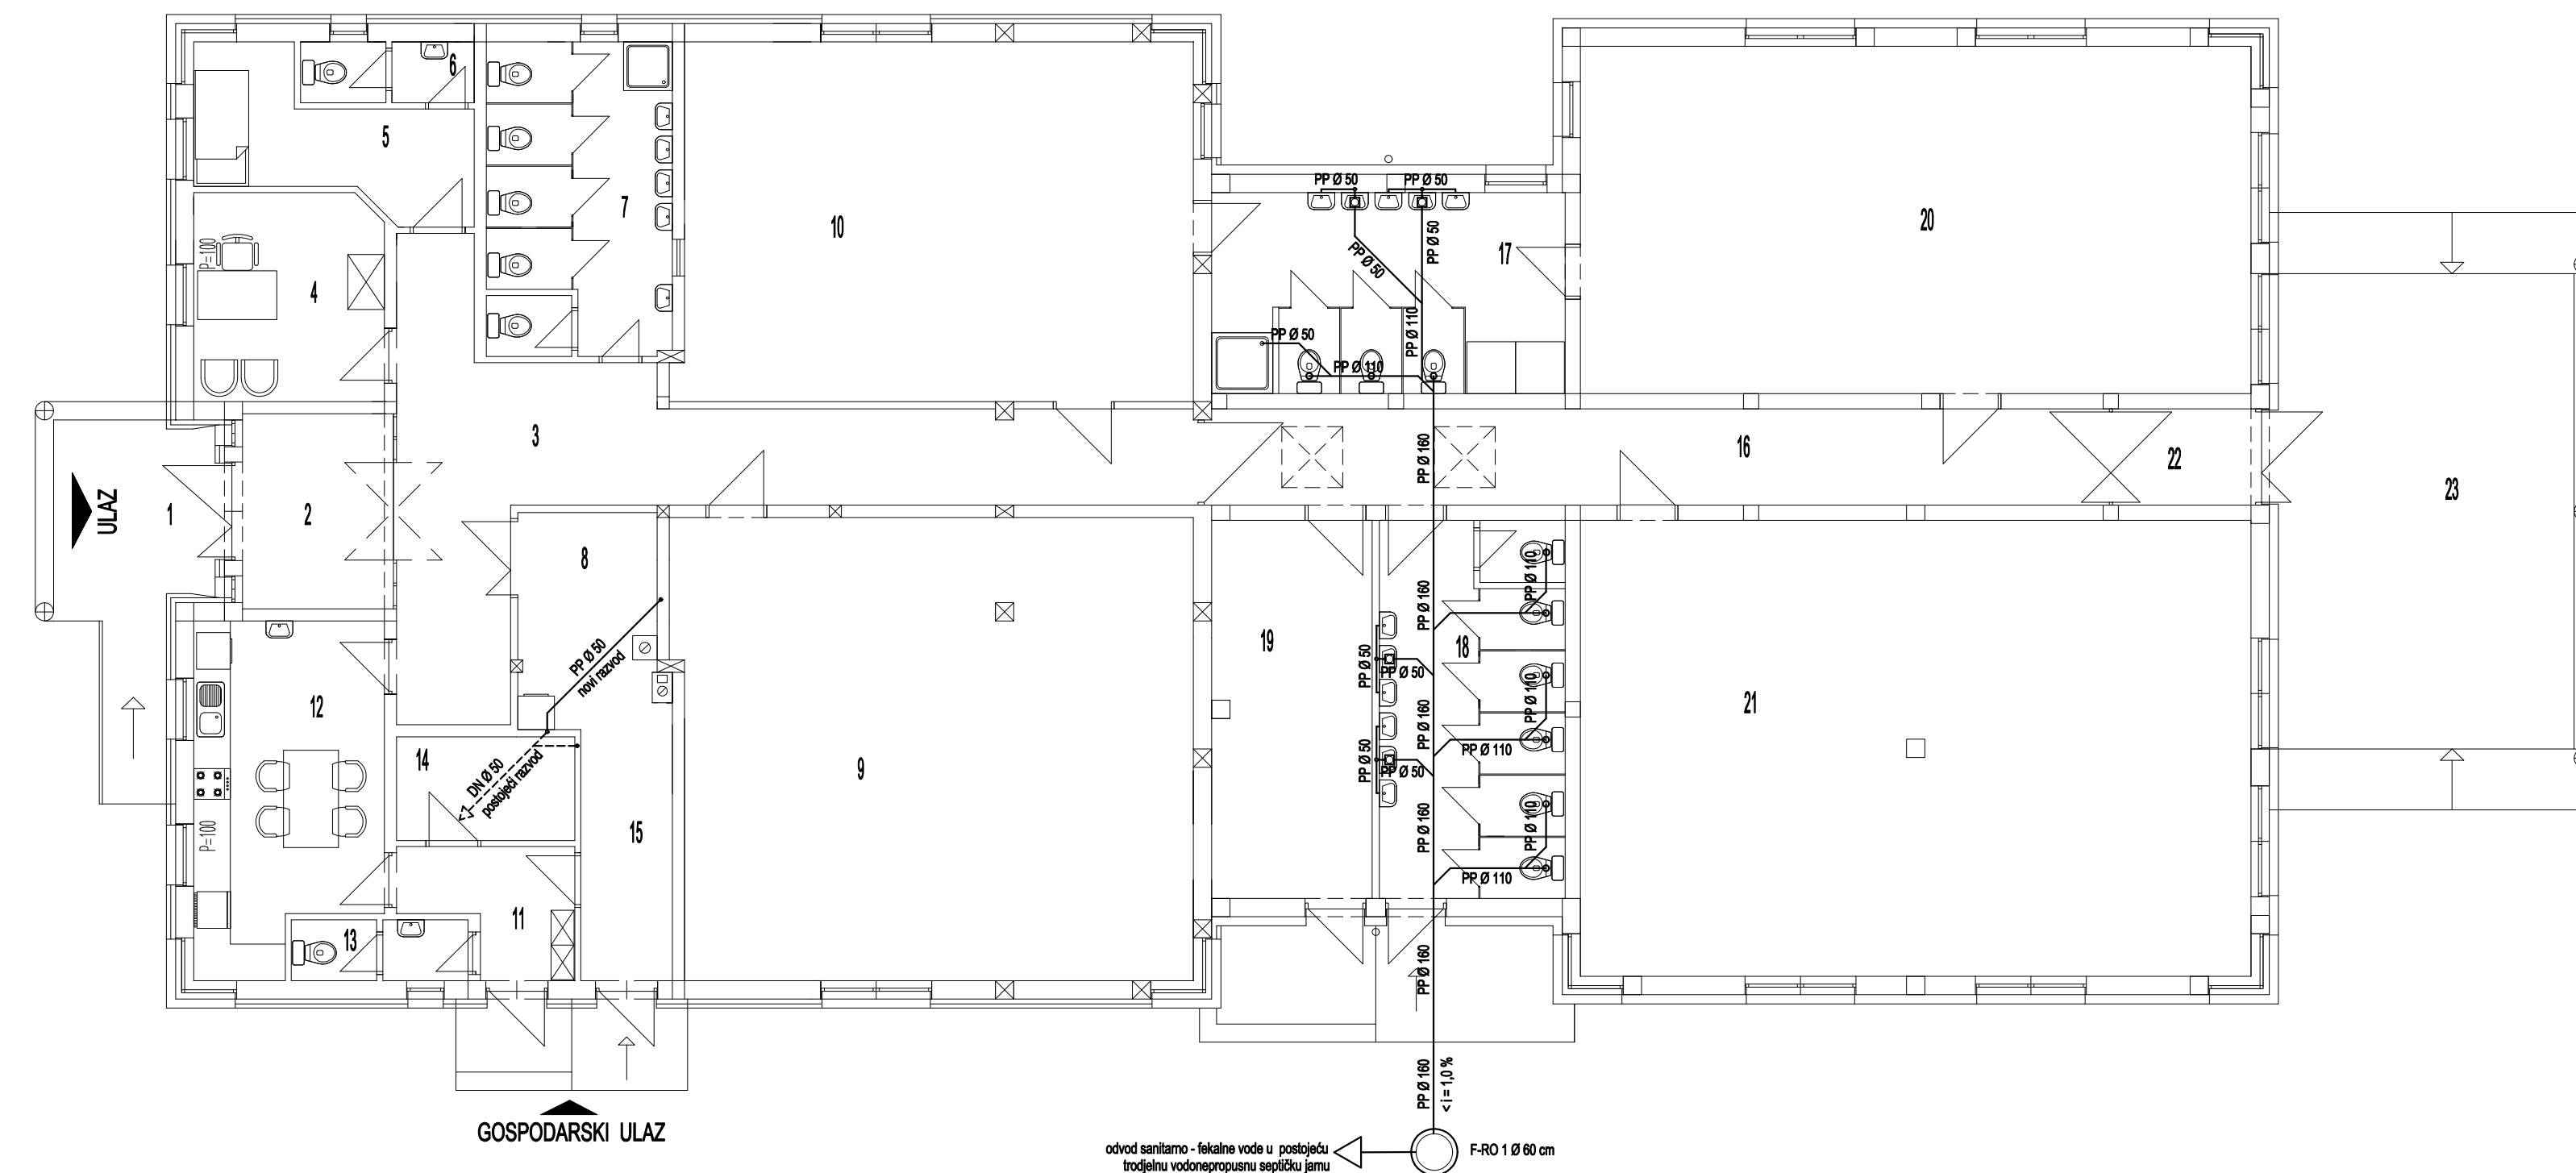 6
5
7
10
P=100
4
3
ULAZ
1
2
8
PP Ø 50
novi razvod
12
14
DN Ø 50
postojeći razvod
P=100
15
9
11
13
GOSPODARSKI ULAZ
PP Ø 50
PP Ø 50
PP Ø 50
PP Ø 50
17
PP Ø 50
PP Ø 110
PP Ø 110
20
PP Ø 160
16
22
23
PP Ø 110
PP Ø 160
18
19
PP Ø 50
PP Ø 50
PP Ø 110
21
PP Ø 160
PP Ø 110
PP Ø 50
PP Ø 50
PP Ø 160
PP Ø 110
PP Ø 110
PP Ø 160
PP Ø 160
< i = 1,0 %
odvod sanitarno - fekalne vode u postojeću
trodjelnu vodonepropusnu septičku jamu
F-RO 1 Ø 60 cm